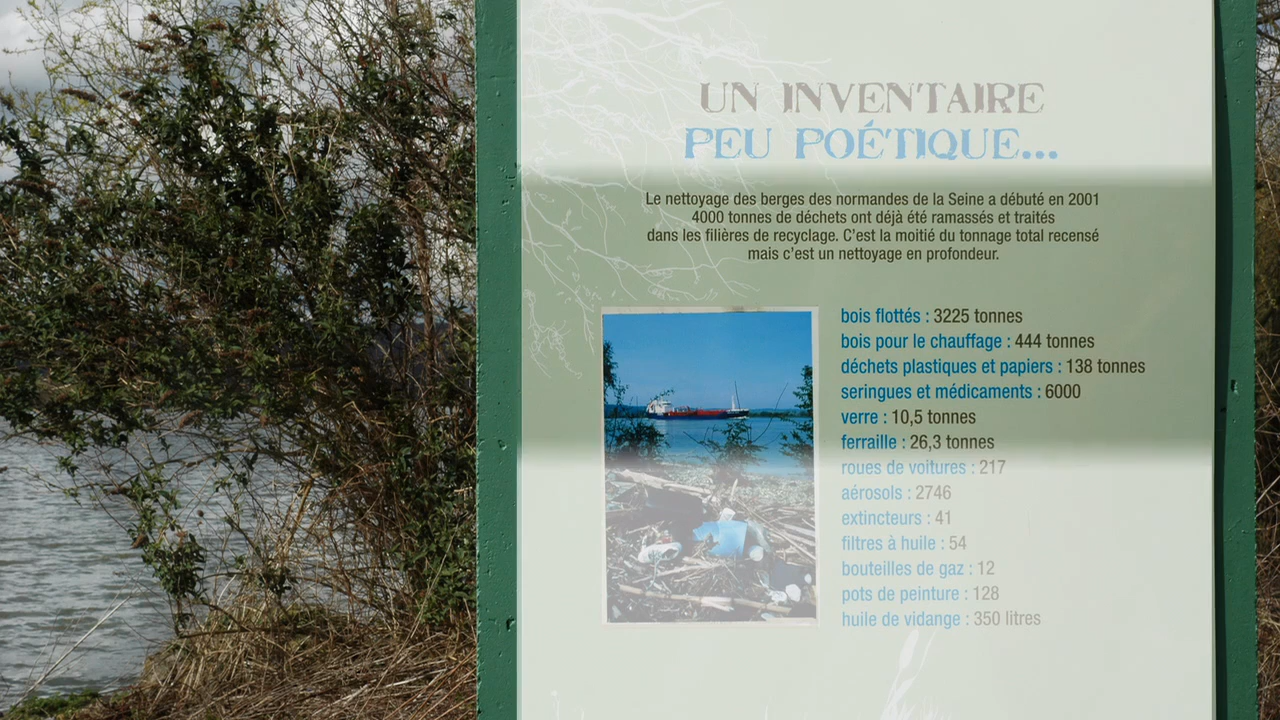 UN INVENTAIRE
PEU POÉTIQUE...
Le nettoyage des berges des normandes de la Seine a débuté en 2001
4000 tonnes de déchets ont déjà été ramassés et traités
dans les filières de recyclage. C'est la moitié du tonnage total recensé
mais c'est un nettoyage en profondeur.
bois flottés : 3225 tonnes
bois pour le chauffage : 444 tonnes
déchets plastiques et papiers : 138 tonnes
seringues et médicaments : 6000
verre : 10,5 tonnes
ferraille : 26,3 tonnes
roues de voitures : 217
aérosols : 2746
extincteurs : 41
filtres à huile : 54
bouteilles de gaz : 12
pots de peinture : 128
huile de vidange : 350 litres